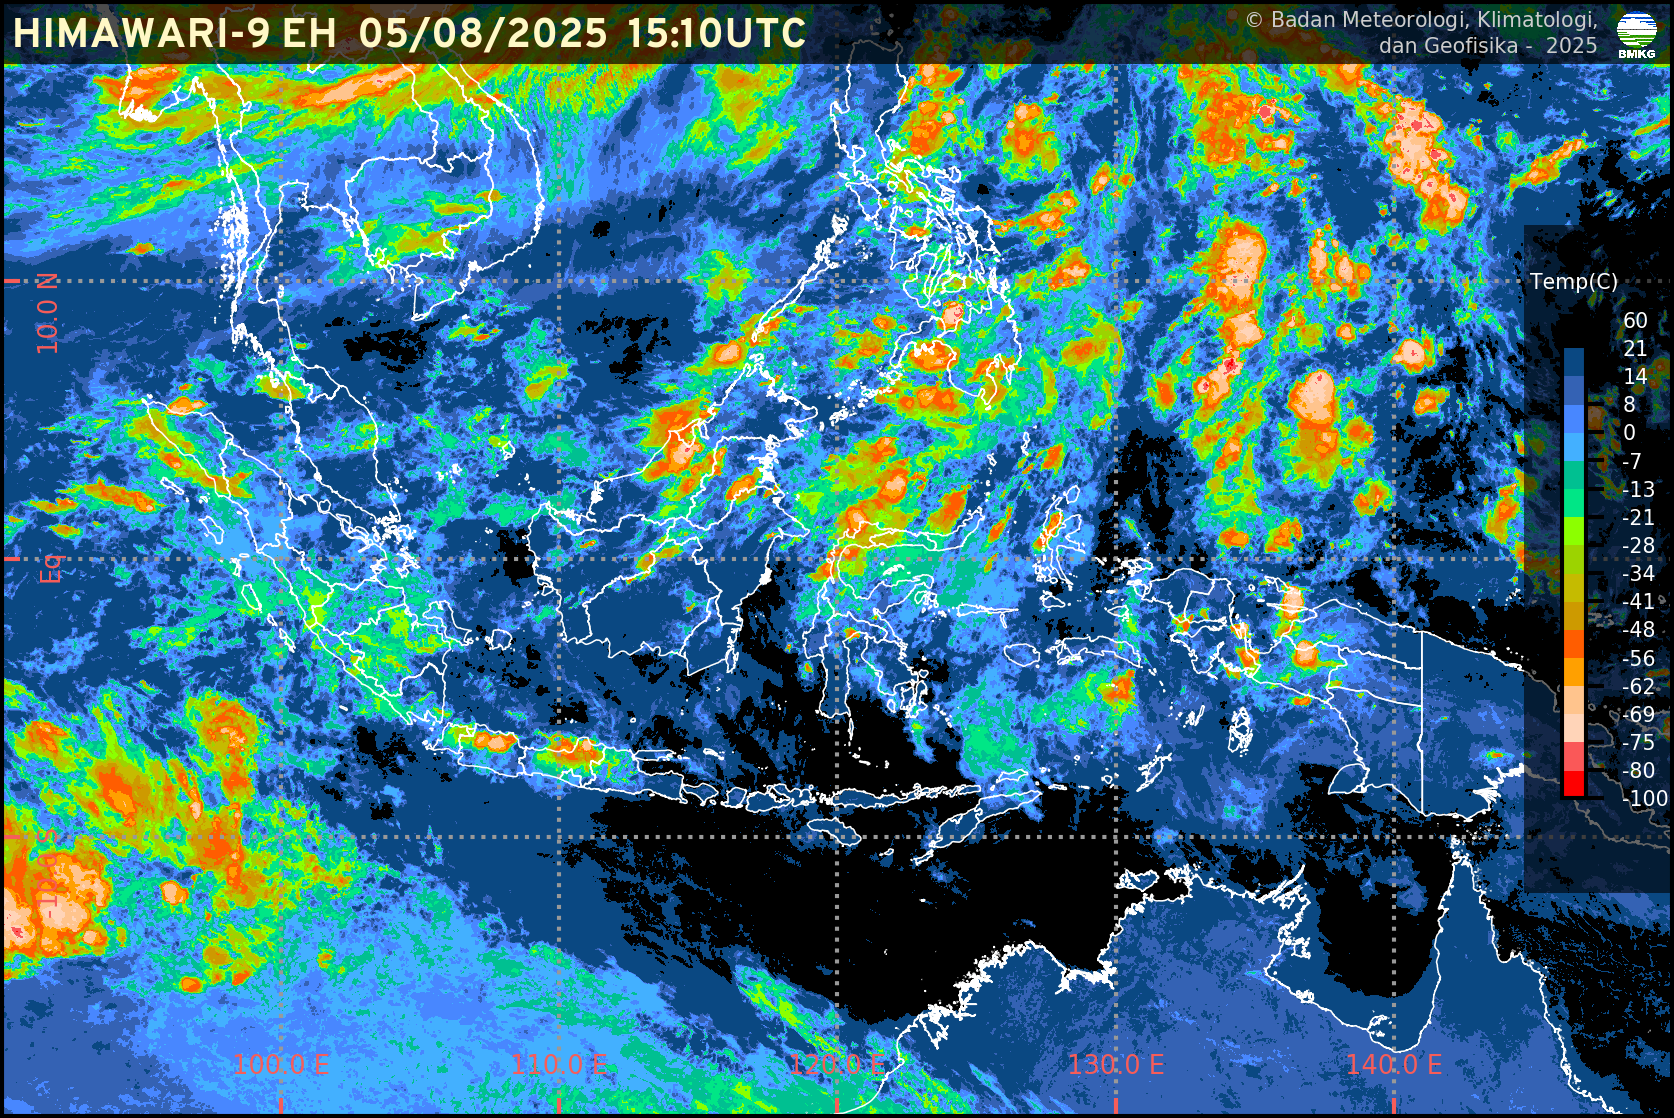 HIMAWARI-9 EH 05/08/2025 15:10UTC
© Badan Meteorologi, Klimatologi,
dan Geofisika - 2025
BMKG
Temp(C)
60
21
14
8
0
-7
-13
-21
-28
-34
-41
-48
-56
-62
-69
-75
-80
-100
10.0 N
Eq
100.0 E
110.0 E
120.0 E
130.0 E
140.0 E